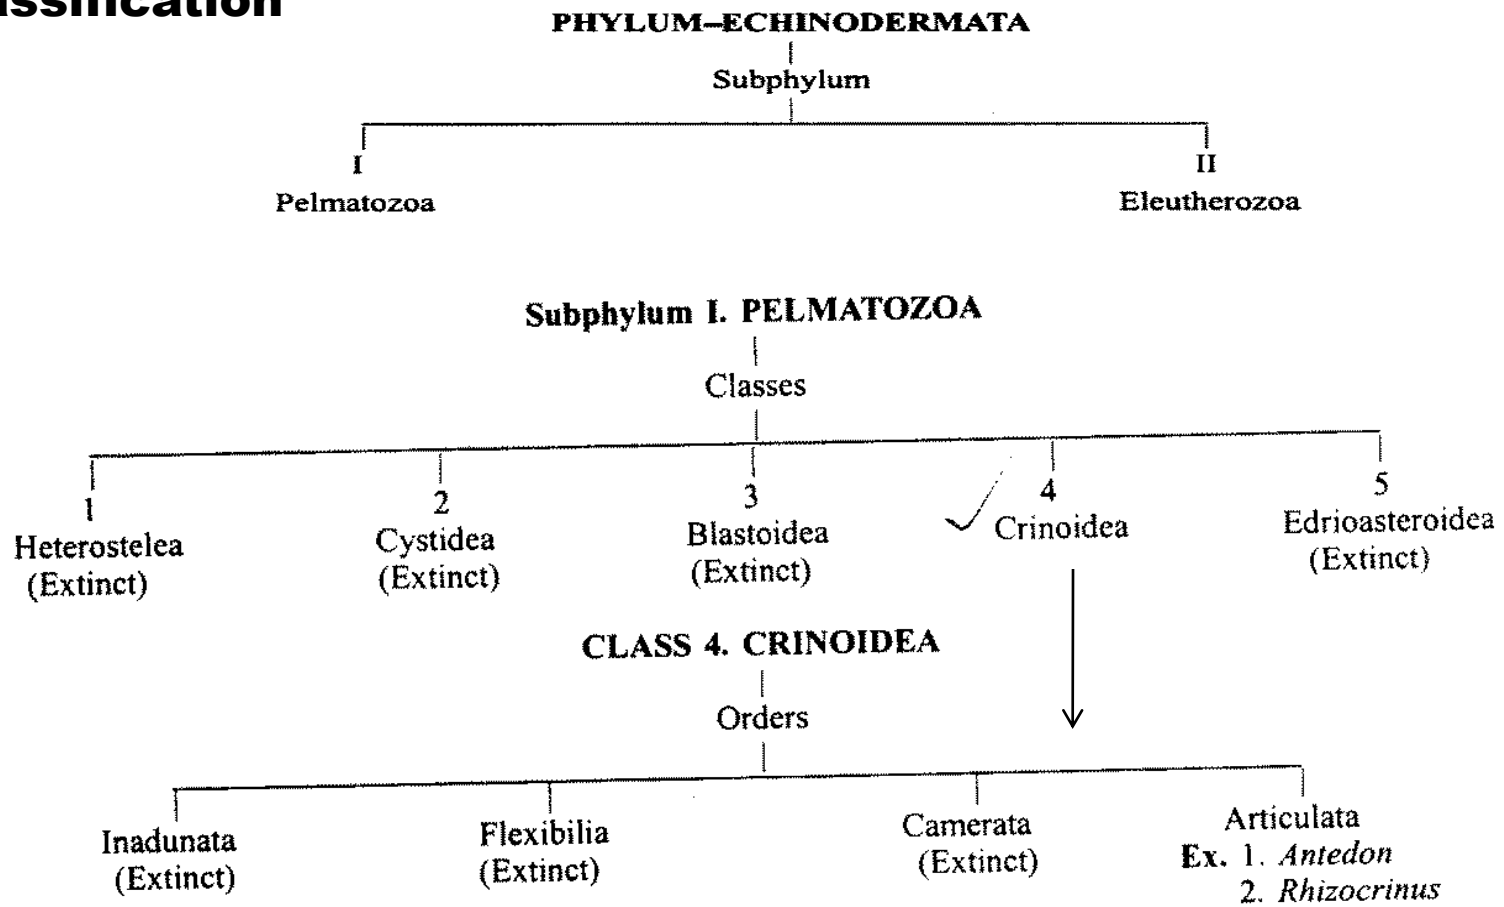 ssification
PHYLUM–ECHINODERMATA
Subphylum
I
II
Pelmatozoa
Eleutherozoa
Subphylum I. PELMATOZOA
Classes
1
2
3
4
5
Heterostelea
Cystidea
Blastoidea
Crinoidea
Edrioasteroidea
(Extinct)
(Extinct)
(Extinct)
(Extinct)
CLASS 4. CRINOIDEA
Orders
Inadunata
Flexibilia
Camerata
Articulata
(Extinct)
(Extinct)
(Extinct)
Ex. 1. Antedon
2. Rhizocrinus